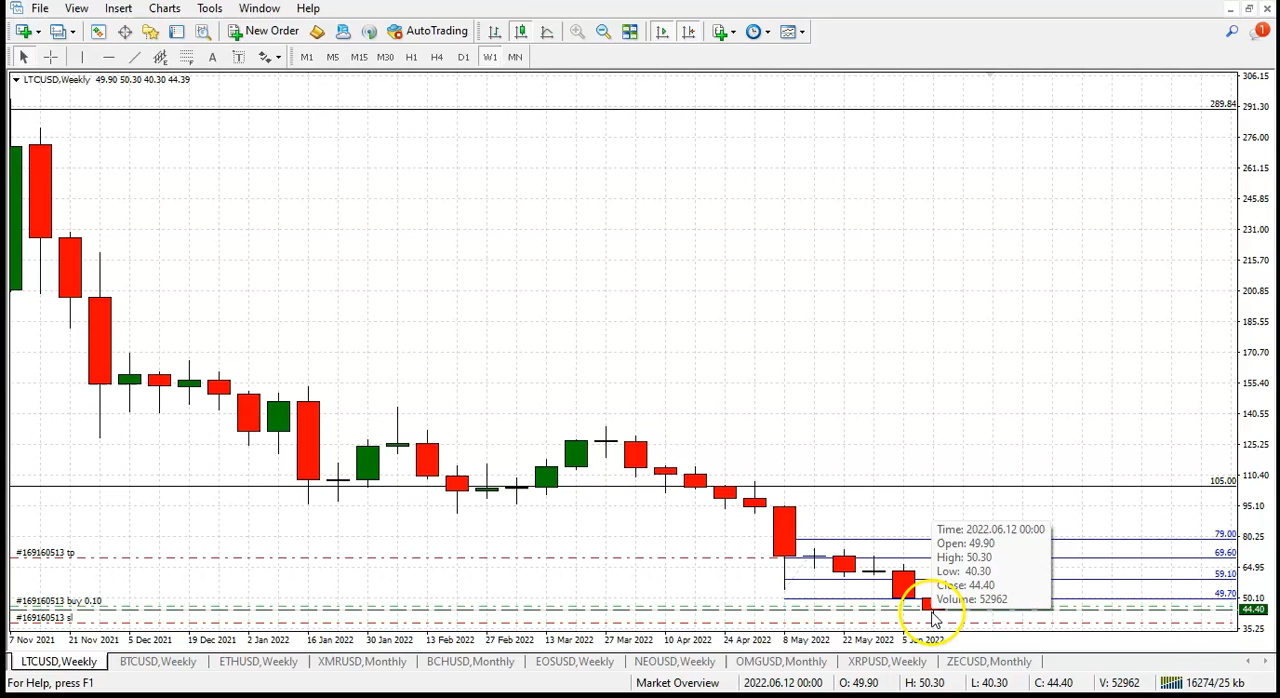 File View Insert Charts Tools Window Help
New Order AutoTrading 1
A T M1 M5 M15 M30 H1 H4 D1 W1 MN
LTCUSD,Weekly 49.90 50.30 40.30 44.39
306.15
289.84
291.30
276.00
261.15
245.85
231.00
215.70
200.85
185.55
170.70
155.40
140.55
125.25
110.40
105.00
95.10
79.00
80.25
69.60
64.95
59.10
50.10
49.70
44.40
35.25
#169160513 tp
#169160513 buy 0.10
#169160513 sl
Time: 2022.06.12 00:00
Open: 49.90
High: 50.30
Low: 40.30
Close: 44.40
Volume: 52962
7 Nov 2021 21 Nov 2021 5 Dec 2021 19 Dec 2021 2 Jan 2022 16 Jan 2022 30 Jan 2022 13 Feb 2022 27 Feb 2022 13 Mar 2022 27 Mar 2022 10 Apr 2022 24 Apr 2022 8 May 2022 22 May 2022 5 Jun 2022
LTCUSD,Weekly BTCUSD,Weekly ETHUSD,Weekly XMRUSD,Monthly BCHUSD,Monthly EOSUSD,Weekly NEOUSD,Weekly OMGUSD,Monthly XRPUSD,Weekly ZECUSD,Monthly
For Help, press F1 Market Overview 2022.06.12 00:00 O: 49.90 H: 50.30 L: 40.30 C: 44.40 V: 52962 16274/25 kb